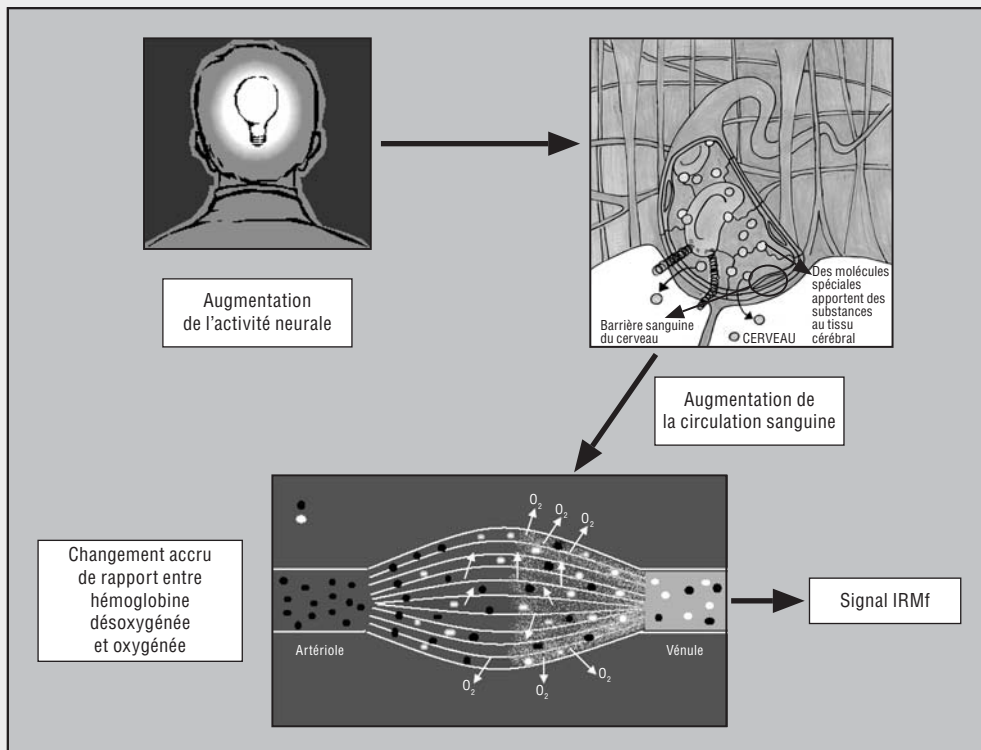 Augmentation
de l'activité neurale
Des molécules
spéciales
apportent des
substances
au tissu
cérébral
Barrière sanguine
du cerveau
CERVEAU
Augmentation de
la circulation sanguine
O₂
O₂
O₂
O₂
Changement accru
de rapport entre
hémoglobine
désoxygénée
et oxygénée
Artériole
Vénule
Signal IRMf
O₂
O₂
O₂